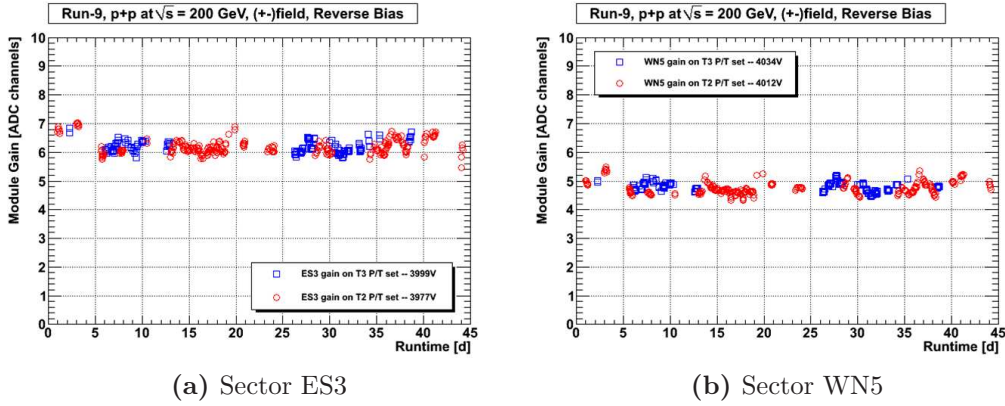 Run-9, p+p at √s = 200 GeV, (+-)field, Reverse Bias
Module Gain [ADC channels]
10
9
8
7
6
5
4
3
2
1
0
ES3 gain on T3 P/T set -- 3999V
ES3 gain on T2 P/T set -- 3977V
0 5 10 15 20 25 30 35 40 45
Runtime [d]
(a) Sector ES3
Run-9, p+p at √s = 200 GeV, (+-)field, Reverse Bias
Module Gain [ADC channels]
10
9
8
7
6
5
4
3
2
1
0
WN5 gain on T3 P/T set -- 4034V
WN5 gain on T2 P/T set -- 4012V
0 5 10 15 20 25 30 35 40 45
Runtime [d]
(b) Sector WN5